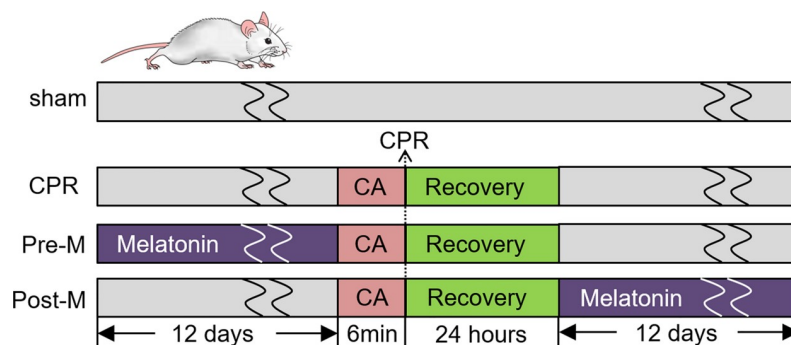 sham
CPR
CPR CA Recovery
Pre-M Melatonin CA Recovery
Post-M CA Recovery Melatonin
12 days 6min 24 hours 12 days